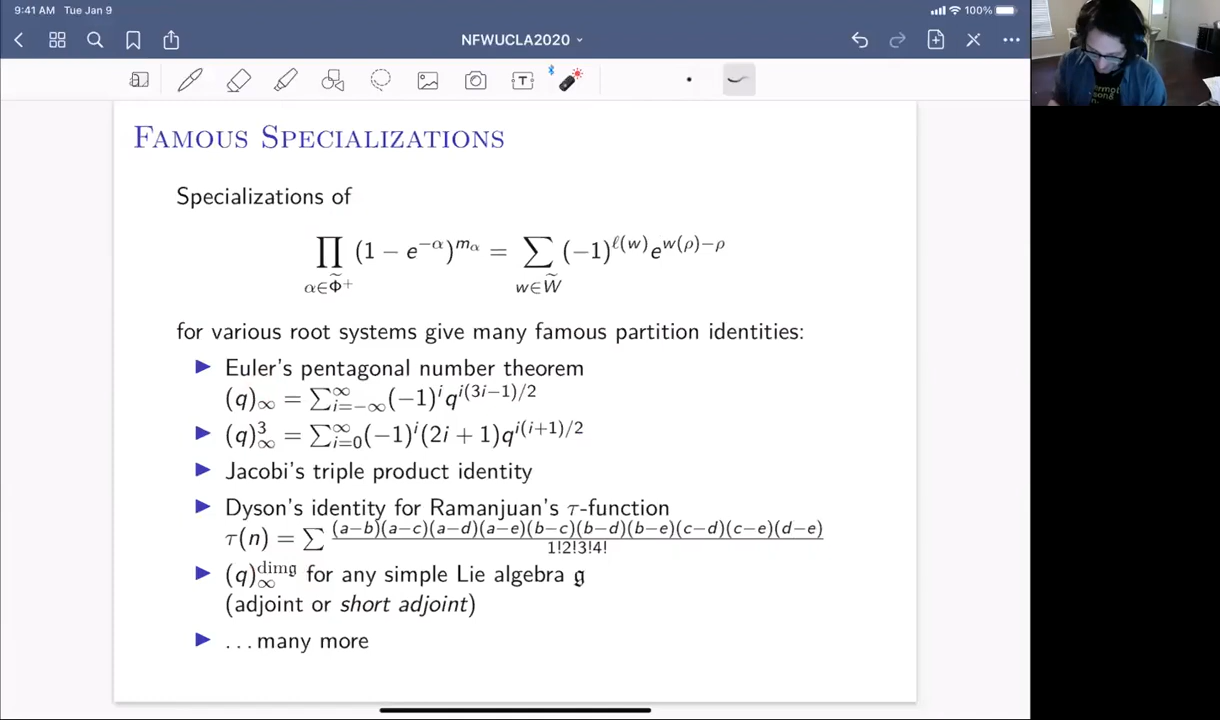 9:41 AM Tue Jan 9
100%
NFWUCLA2020
T
FAMOUS SPECIALIZATIONS
Specializations of
∏_{α∈Φ̃⁺} (1 − e^{−α})^{m_α} = ∑_{w∈W̃} (−1)^{ℓ(w)} e^{w(ρ)−ρ}
for various root systems give many famous partition identities:
▶ Euler's pentagonal number theorem
(q)_∞ = ∑_{i=−∞}^{∞} (−1)^i q^{i(3i−1)/2}
▶ (q)_∞^3 = ∑_{i=0}^{∞} (−1)^i (2i + 1) q^{i(i+1)/2}
▶ Jacobi's triple product identity
▶ Dyson's identity for Ramanjuan's τ-function
τ(n) = ∑ (a−b)(a−c)(a−d)(a−e)(b−c)(b−d)(b−e)(c−d)(c−e)(d−e) / 1!2!3!4!
▶ (q)_∞^{dim𝔤} for any simple Lie algebra 𝔤
(adjoint or short adjoint)
▶ ...many more